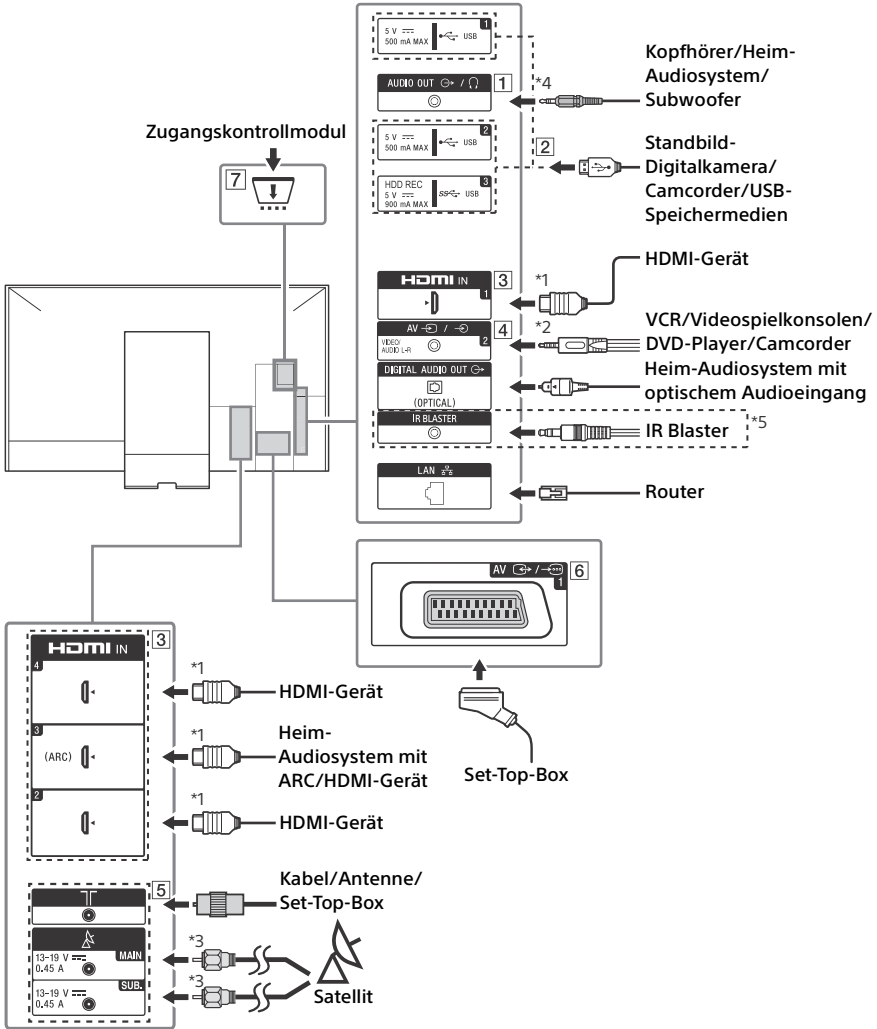 1
5 V
500 mA MAX
USB
AUDIO OUT /
1
*4
Kopfhörer/Heim-
Audiosystem/
Subwoofer
Zugangskontrollmodul
7
2
5 V
500 mA MAX
USB
2
3
HDD REC
5 V
900 mA MAX
SS
USB
Standbild-
Digitalkamera/
Camcorder/USB-
Speichermedien
HDMI IN
3
1
*1
HDMI-Gerät
AV /
4
VIDEO/
AUDIO L-R
2
*2
VCR/Videospielkonsolen/
DVD-Player/Camcorder
DIGITAL AUDIO OUT
(OPTICAL)
Heim-Audiosystem mit
optischem Audioeingang
IR BLASTER
IR Blaster
*5
LAN
Router
AV /
6
1
Set-Top-Box
HDMI IN
3
4
*1
HDMI-Gerät
3
(ARC)
*1
Heim-
Audiosystem mit
ARC/HDMI-Gerät
2
*1
HDMI-Gerät
5
Kabel/Antenne/
Set-Top-Box
13-19 V
0.45 A
MAIN
*3
13-19 V
0.45 A
SUB.
*3
Satellit